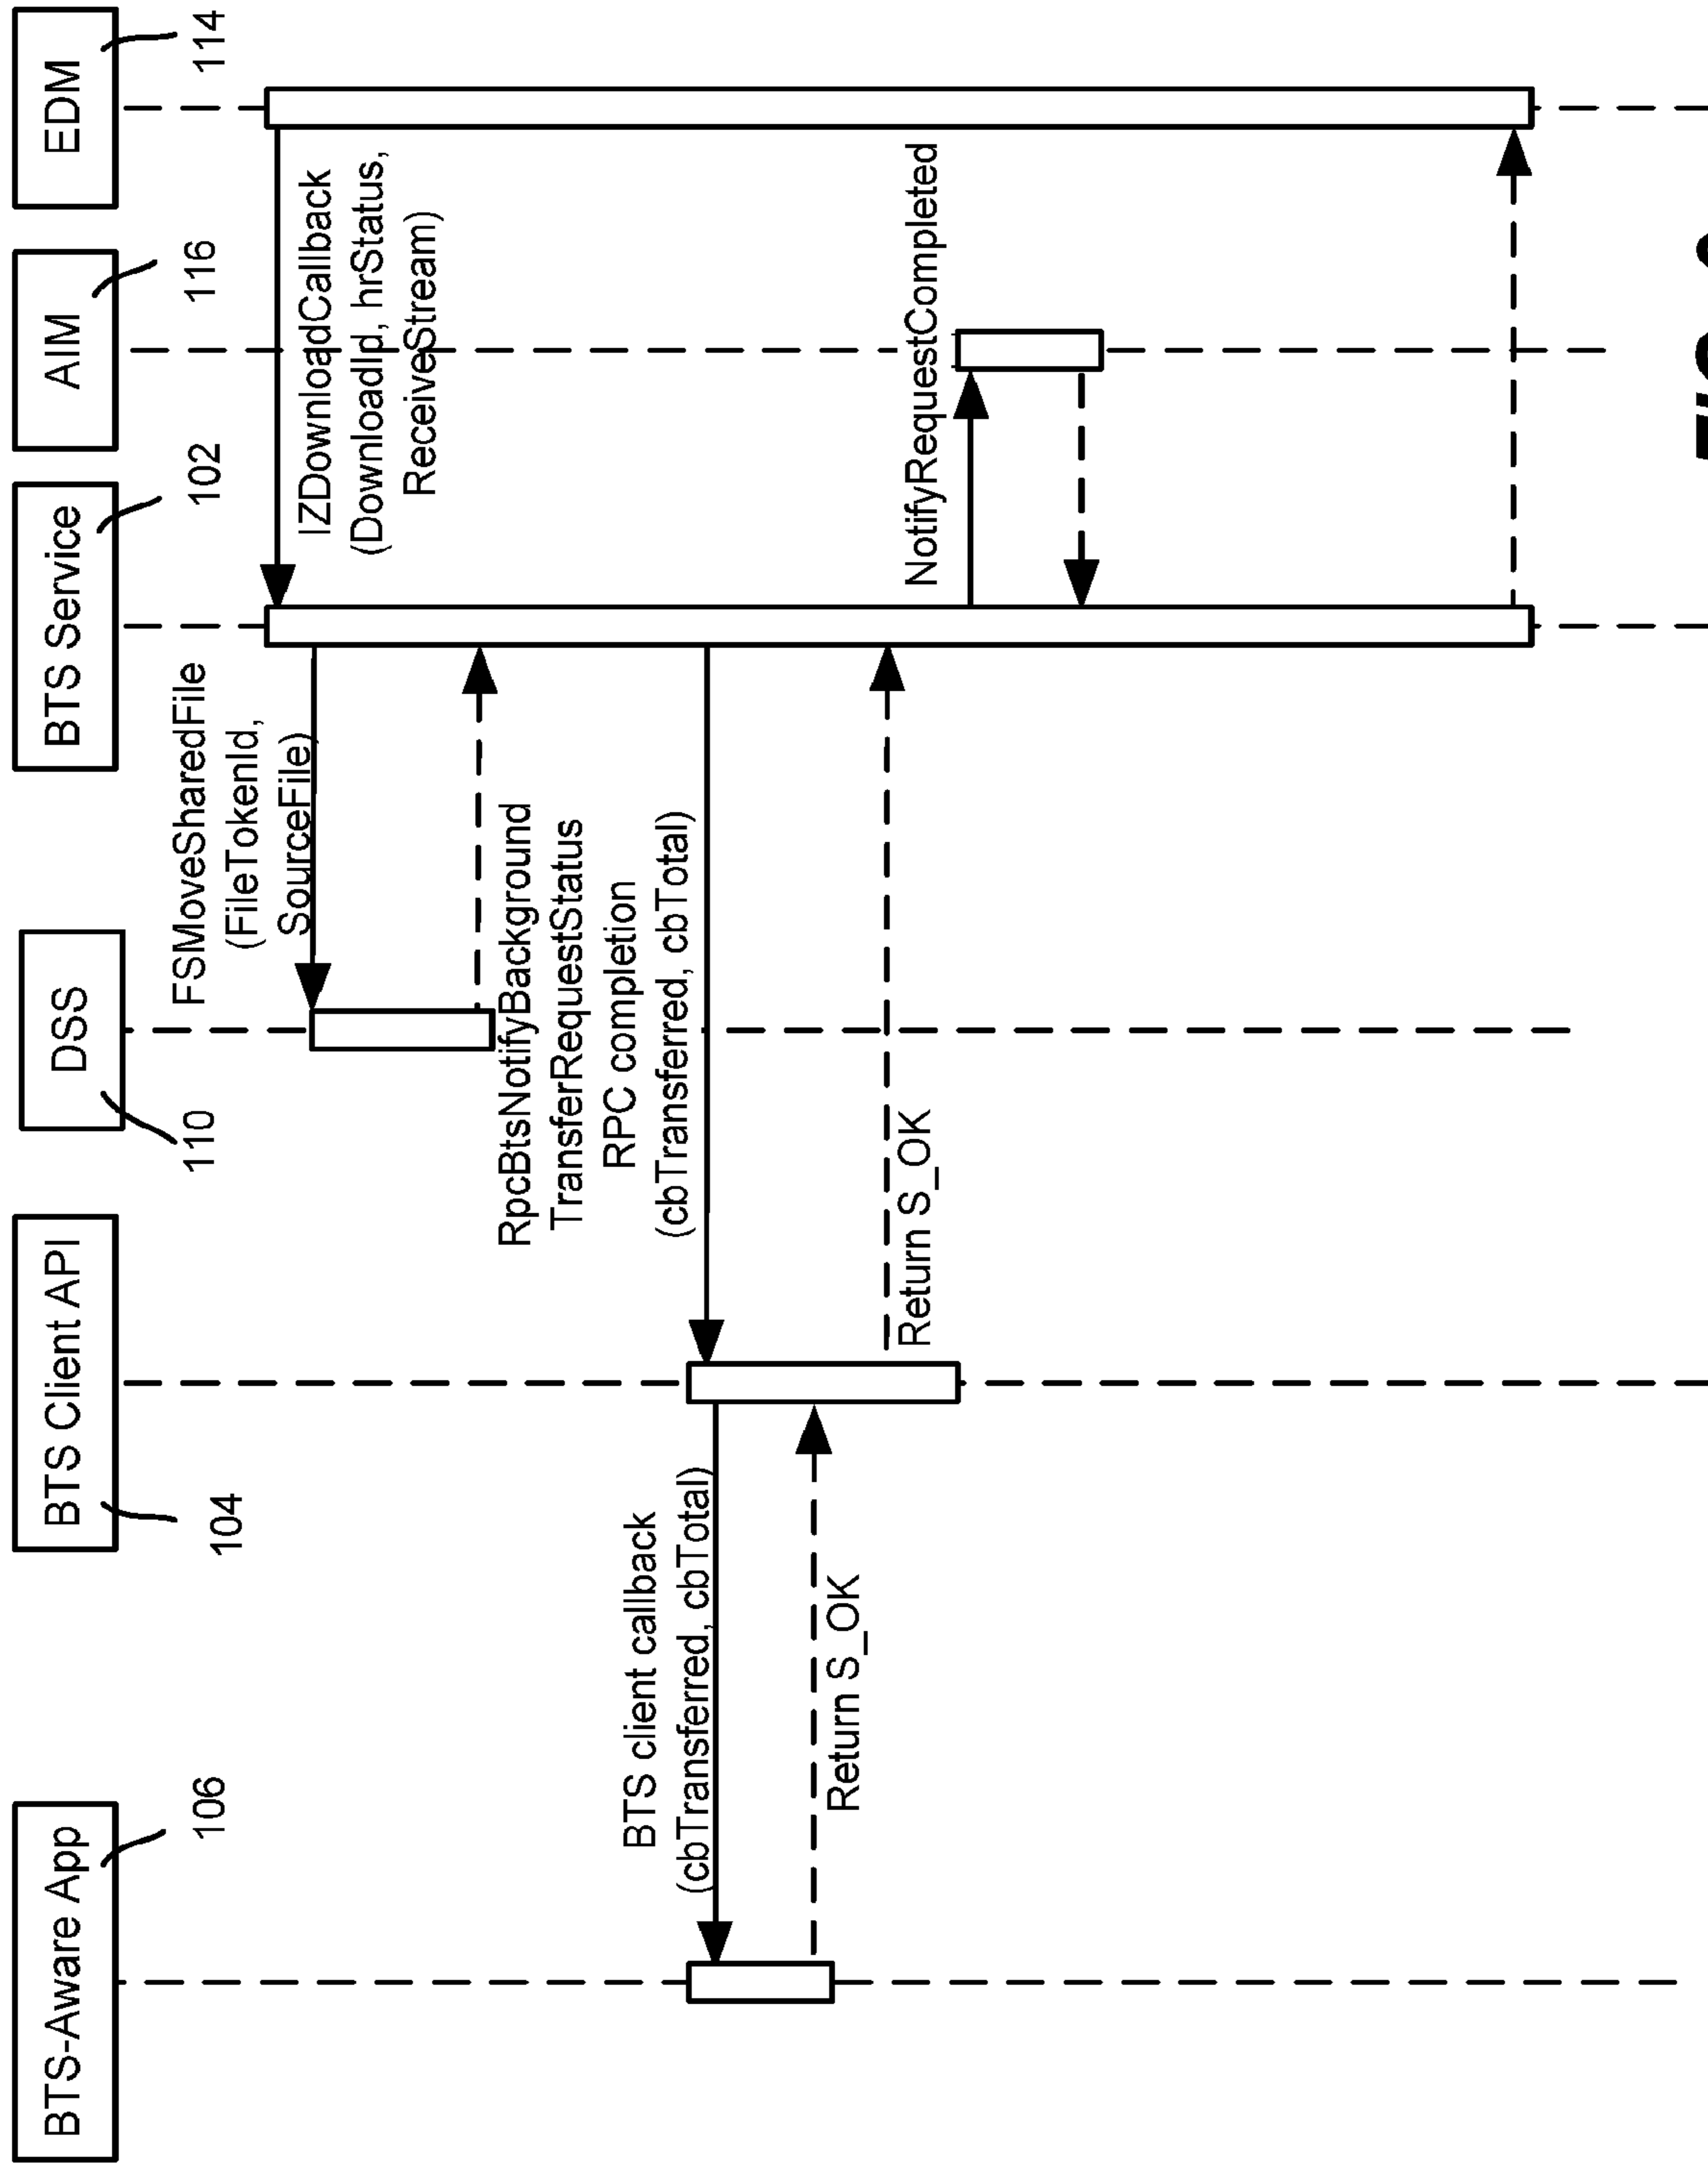 BTS-Aware App
106
BTS Client API
104
DSS
110
BTS Service
102
AIM
116
EDM
114
IZDownloadCallback
(DownloadId, hrStatus,
ReceiveStream)
FSMoveSharedFile
(FileTokenId,
SourceFile)
RpcBtsNotifyBackground
TransferRequestStatus
RPC completion
(cbTransferred, cbTotal)
BTS client callback
(cbTransferred, cbTotal)
Return S_OK
Return S_OK
NotifyRequestCompleted